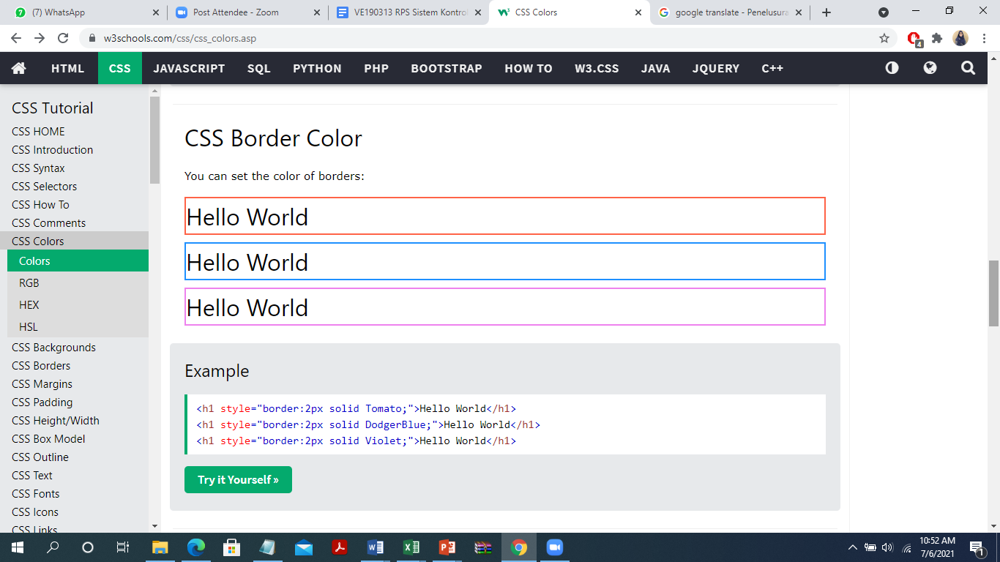 (7) WhatsApp
Post Attendee - Zoom
VE190313 RPS Sistem Kontrol
CSS Colors
google translate - Penelusura
w3schools.com/css/css_colors.asp
4
HTML
CSS
JAVASCRIPT
SQL
PYTHON
PHP
BOOTSTRAP
HOW TO
W3.CSS
JAVA
JQUERY
C++
CSS Tutorial
CSS HOME
CSS Introduction
CSS Syntax
CSS Selectors
CSS How To
CSS Comments
CSS Colors
Colors
RGB
HEX
HSL
CSS Backgrounds
CSS Borders
CSS Margins
CSS Padding
CSS Height/Width
CSS Box Model
CSS Outline
CSS Text
CSS Fonts
CSS Icons
CSS Links
CSS Border Color
You can set the color of borders:
Hello World
Hello World
Hello World
Example
<h1 style="border:2px solid Tomato;">Hello World</h1>
<h1 style="border:2px solid DodgerBlue;">Hello World</h1>
<h1 style="border:2px solid Violet;">Hello World</h1>
Try it Yourself »
10:52 AM
7/6/2021
1